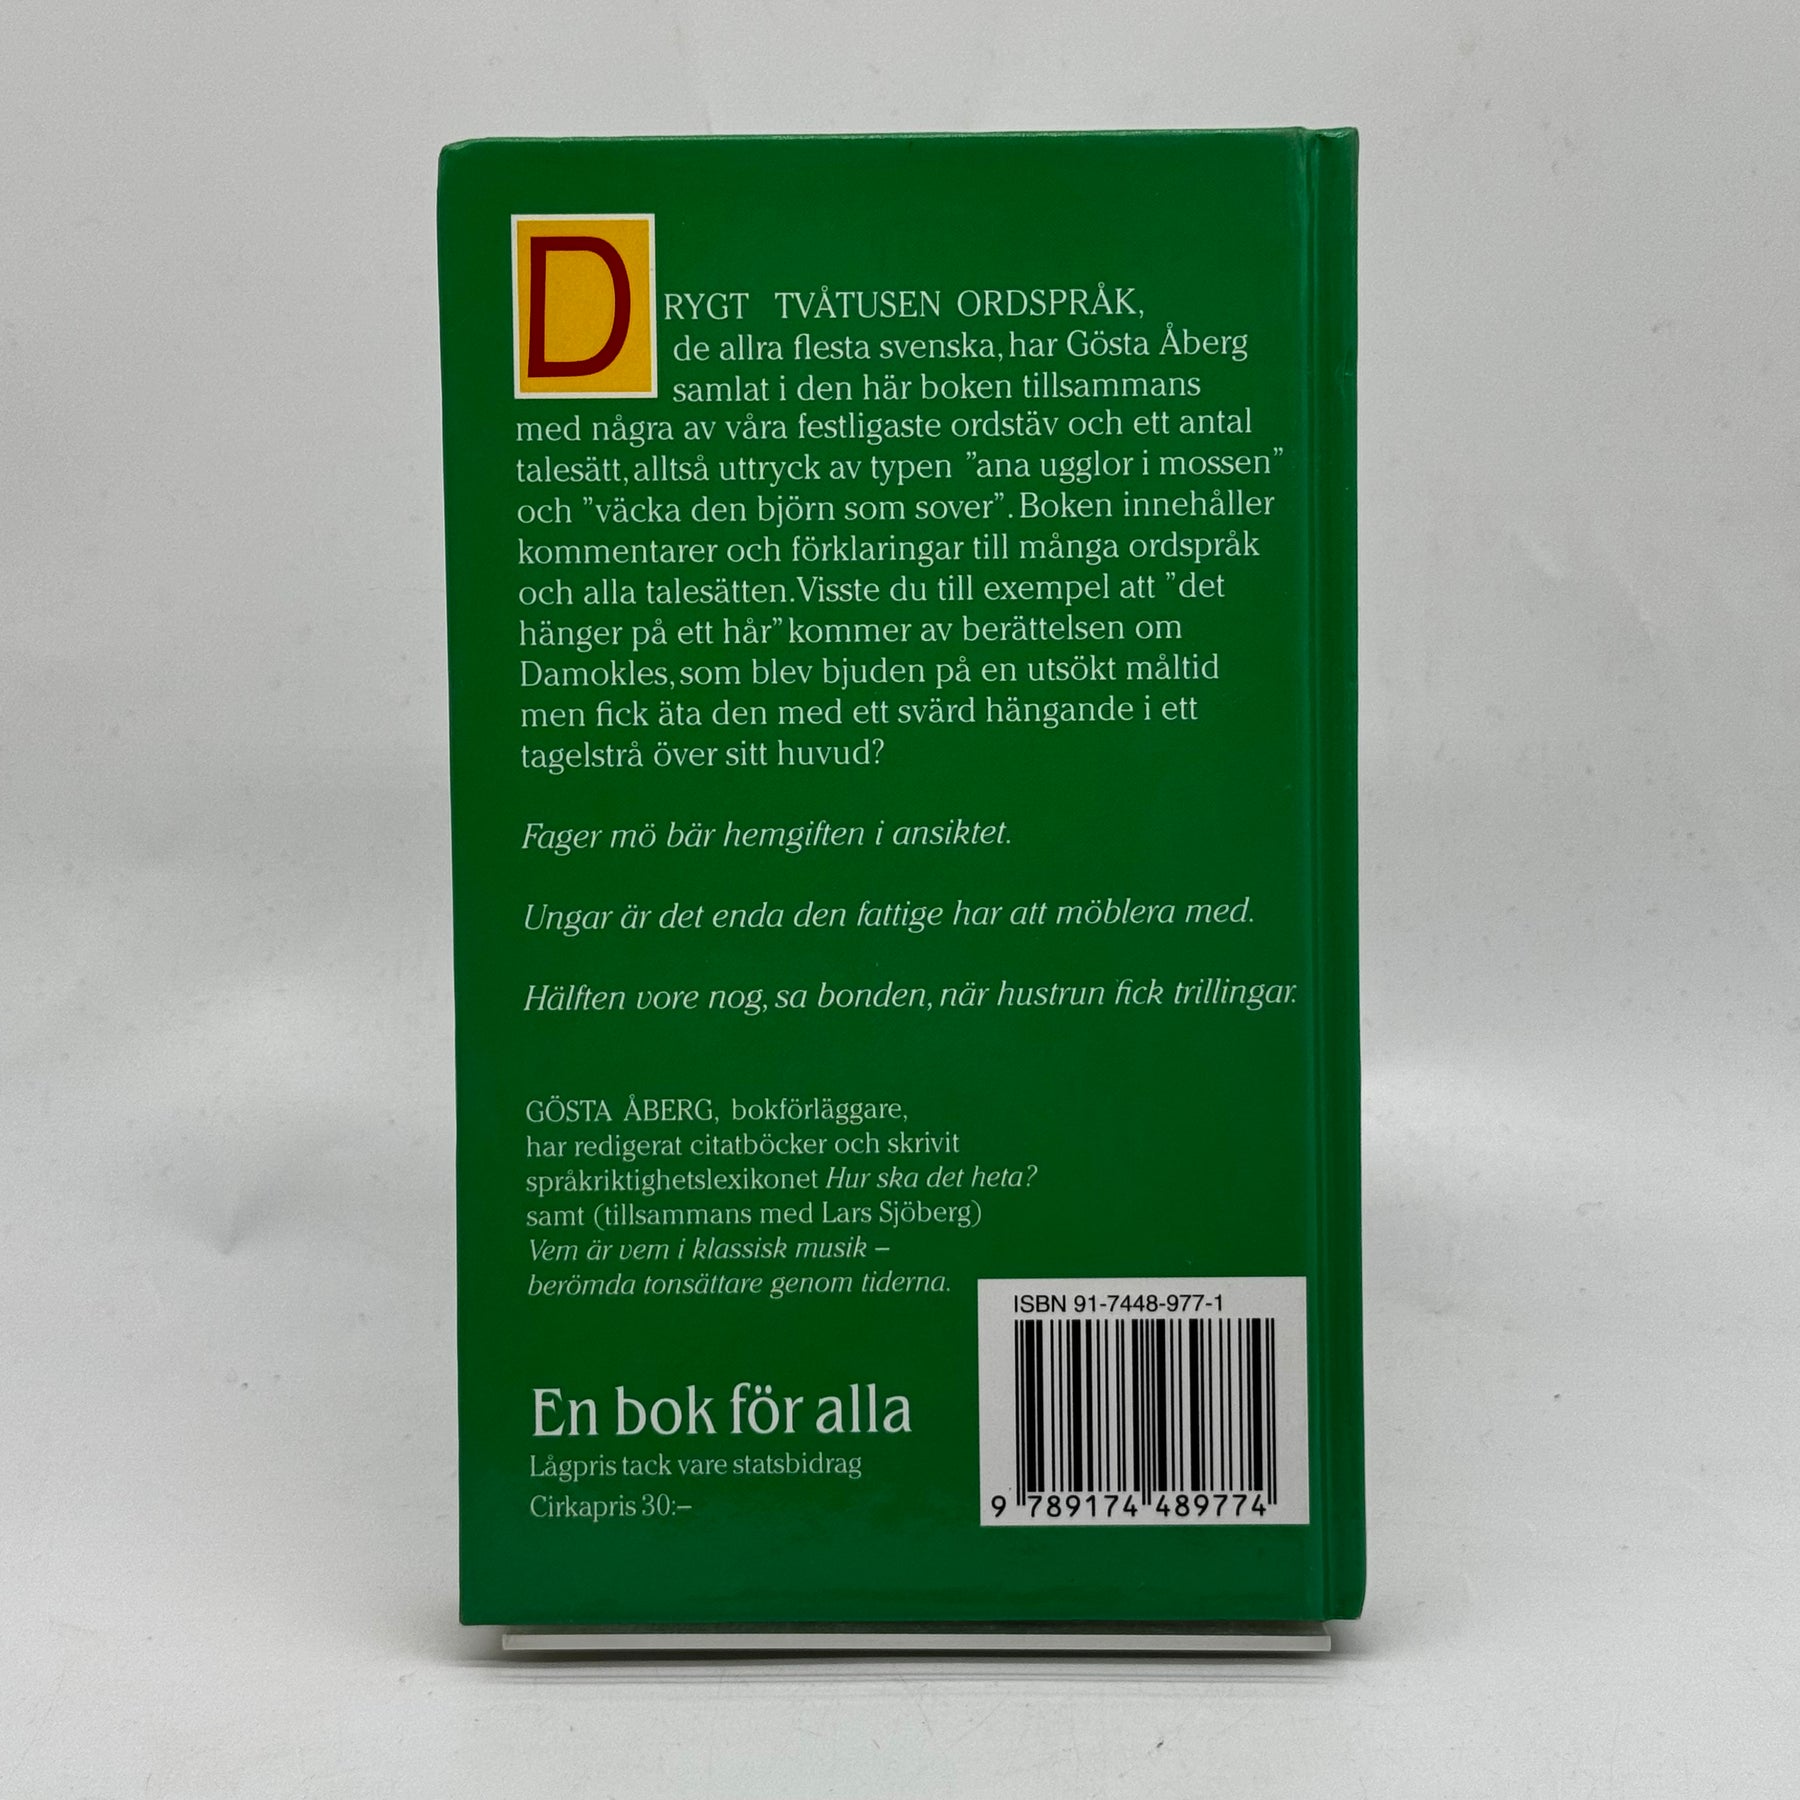 DRYGT TVÅTUSEN ORDSPRÅK,
de allra flesta svenska, har Gösta Åberg
samlat i den här boken tillsammans
med några av våra festligaste ordstäv och ett antal
talesätt, alltså uttryck av typen ”ana ugglor i mossen”
och ”väcka den björn som sover”. Boken innehåller
kommentarer och förklaringar till många ordspråk
och alla talesätten. Visste du till exempel att ”det
hänger på ett hår” kommer av berättelsen om
Damokles, som blev bjuden på en utsökt måltid
men fick äta den med ett svärd hängande i ett
tagelstrå över sitt huvud?
Fager mö bär hemgiften i ansiktet.
Ungar är det enda den fattige har att möblera med.
Hälften vore nog, sa bonden, när hustrun fick trillingar.
GÖSTA ÅBERG, bokförläggare,
har redigerat citatböcker och skrivit
språkriktighetslexikonet Hur ska det heta?
samt (tillsammans med Lars Sjöberg)
Vem är vem i klassisk musik –
berömda tonsättare genom tiderna.
En bok för alla
Lågpris tack vare statsbidrag
Cirkapris 30:–
ISBN 91-7448-977-1
9 789174 489774